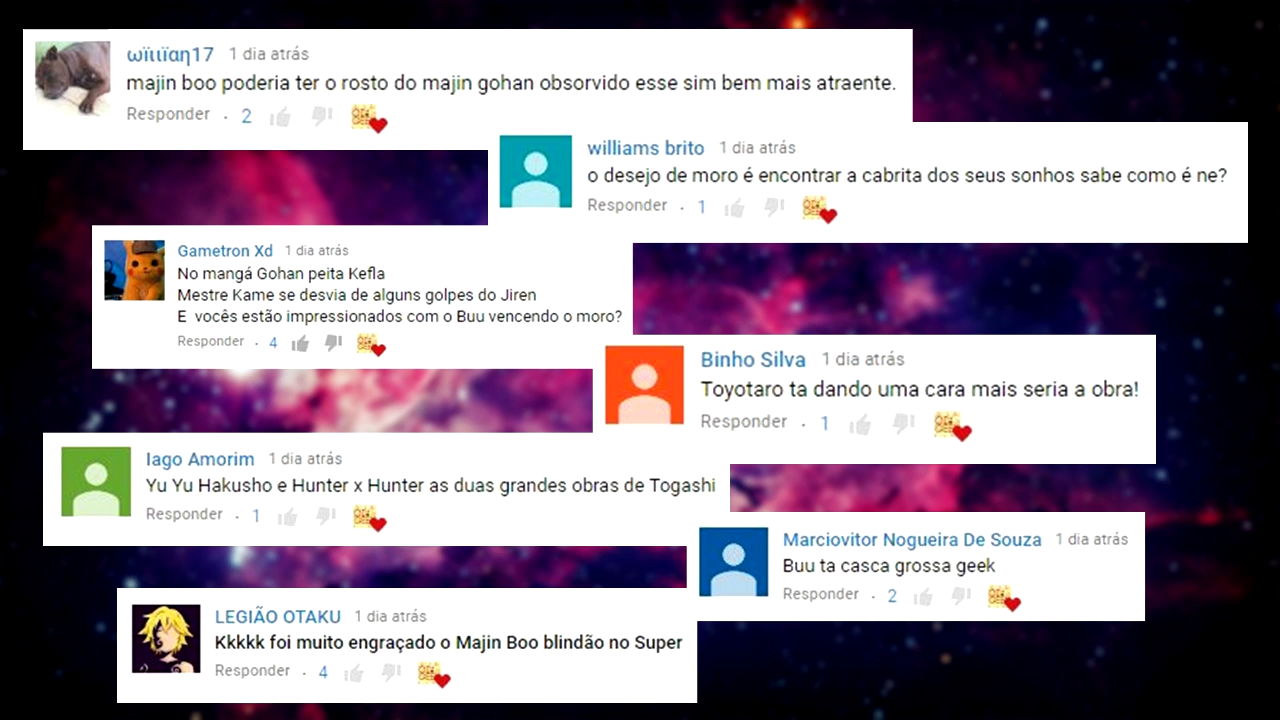 ωϊιιϊαη17 1 dia atrás
majin boo poderia ter o rosto do majin gohan obsorvido esse sim bem mais atraente.
Responder . 2
williams brito 1 dia atrás
o desejo de moro é encontrar a cabrita dos seus sonhos sabe como é ne?
Responder . 1
Gametron Xd 1 dia atrás
No mangá Gohan peita Kefla
Mestre Kame se desvia de alguns golpes do Jiren
E vocês estão impressionados com o Buu vencendo o moro?
Responder . 4
Binho Silva 1 dia atrás
Toyotaro ta dando uma cara mais seria a obra!
Responder . 1
Iago Amorim 1 dia atrás
Yu Yu Hakusho e Hunter x Hunter as duas grandes obras de Togashi
Responder . 1
Marciovitor Nogueira De Souza 1 dia atrás
Buu ta casca grossa geek
Responder . 2
LEGIÃO OTAKU 1 dia atrás
Kkkkk foi muito engraçado o Majin Boo blindão no Super
Responder . 4